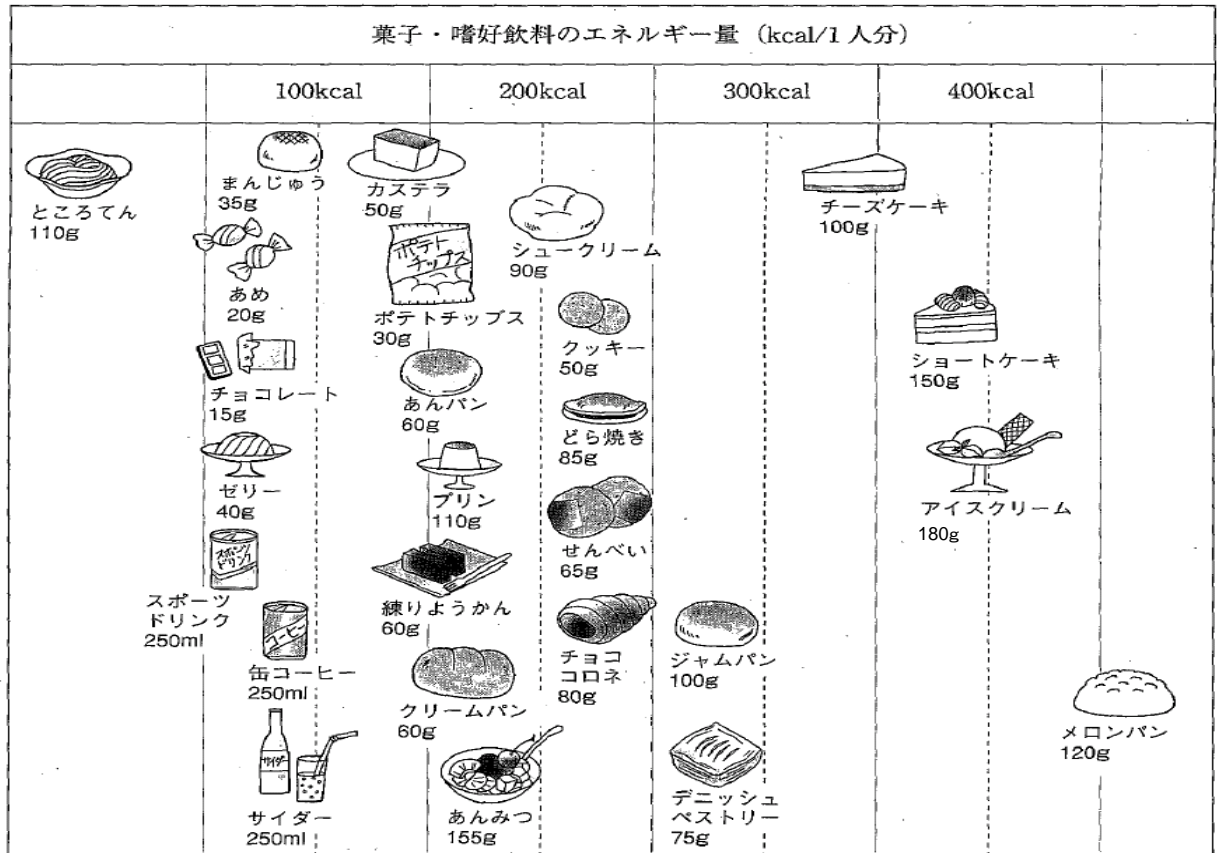 菓子・嗜好飲料のエネルギー量 (kcal/1人分)
100kcal
200kcal
300kcal
400kcal
ところてん
110g
まんじゅう
35g
あめ
20g
チョコレート
15g
ゼリー
40g
スポーツ
ドリンク
スポーツ
ドリンク
250ml
コーヒー
缶コーヒー
250ml
サイダー
サイダー
250ml
カステラ
50g
ポテト
チップス
ポテトチップス
30g
あんパン
60g
プリン
110g
練りようかん
60g
クリームパン
60g
あんみつ
155g
シュークリーム
90g
クッキー
50g
どら焼き
85g
せんべい
65g
チョコ
コロネ
80g
ジャムパン
100g
デニッシュ
ペストリー
75g
チーズケーキ
100g
ショートケーキ
150g
アイスクリーム
180g
メロンパン
120g